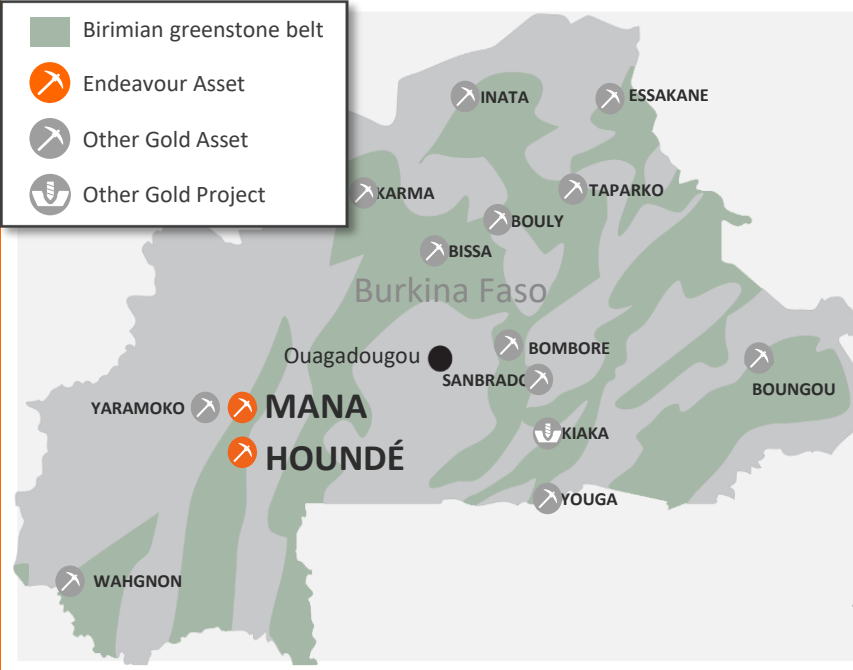 Birimian greenstone belt
Endeavour Asset
Other Gold Asset
Other Gold Project
INATA
ESSAKANE
KARMA
TAPARKO
BOULY
BISSA
Burkina Faso
Ouagadougou
BOMBORE
SANBRADO
BOUNGOU
YARAMOKO
MANA
KIAKA
HOUNDÉ
YOUGA
WAHGNON